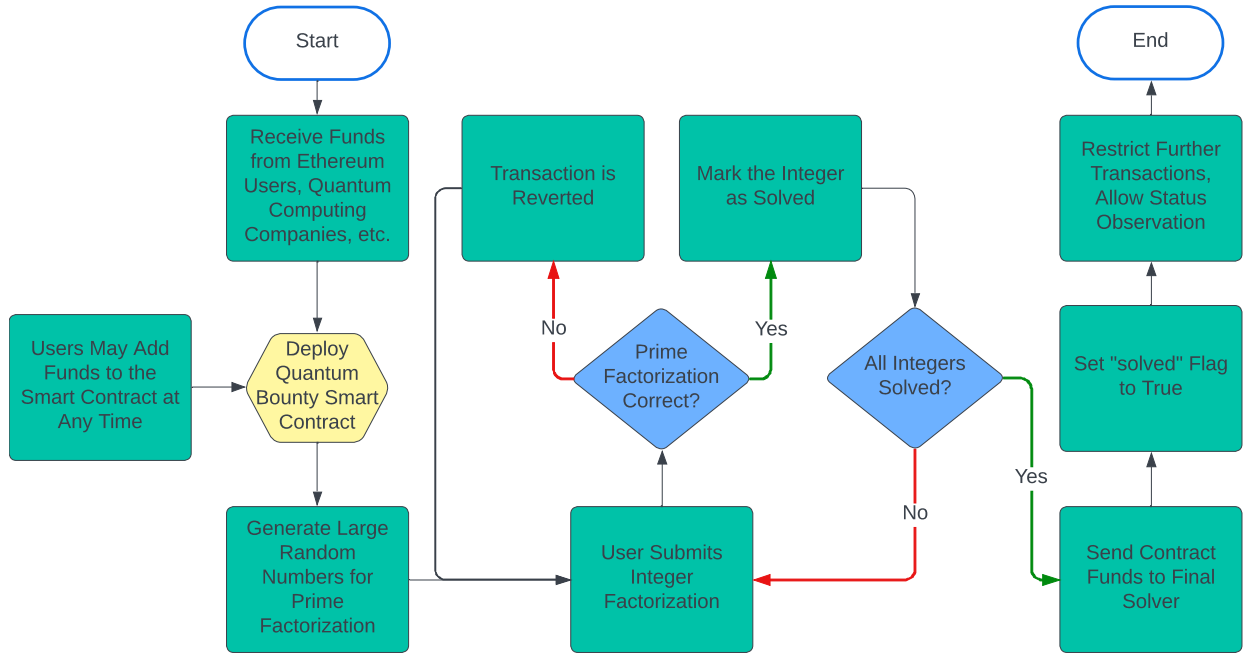 Start
Receive Funds
from Ethereum
Users, Quantum
Computing
Companies, etc.
Users May Add
Funds to the
Smart Contract at
Any Time
Deploy
Quantum
Bounty Smart
Contract
Generate Large
Random
Numbers for
Prime
Factorization
User Submits
Integer
Factorization
Prime
Factorization
Correct?
No
Transaction is
Reverted
Yes
Mark the Integer
as Solved
All Integers
Solved?
No
Yes
Send Contract
Funds to Final
Solver
Set "solved" Flag
to True
Restrict Further
Transactions,
Allow Status
Observation
End